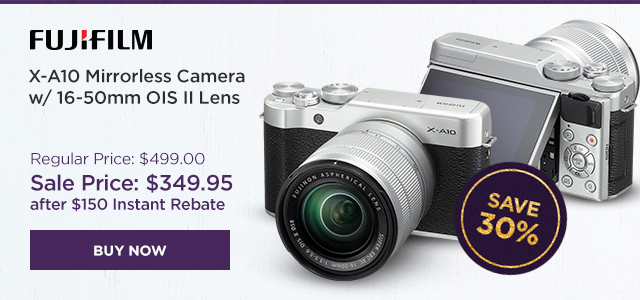 FUJIFILM
X-A10 Mirrorless Camera
w/ 16-50mm OIS II Lens
Regular Price: $499.00
Sale Price: $349.95
after $150 Instant Rebate
BUY NOW
X-A10
FUJINON ASPHERICAL LENS
SAVE
30%